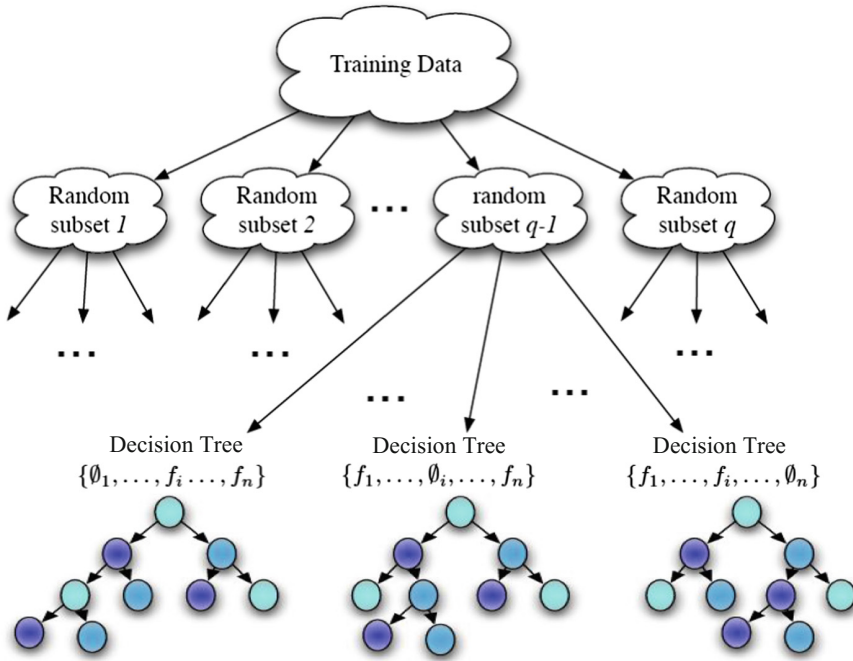 Training Data
Random
subset 1
Random
subset 2
...
random
subset q-1
Random
subset q
...
...
...
...
...
Decision Tree
{∅₁, . . . , fᵢ . . . , fₙ}
Decision Tree
{f₁, . . . , ∅ᵢ, . . . , fₙ}
Decision Tree
{f₁, . . . , fᵢ, . . . , ∅ₙ}